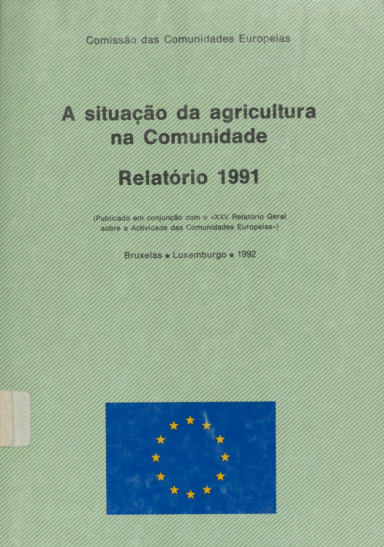 Comissão das Comunidades Europeias
A situação da agricultura
na Comunidade
Relatório 1991
(Publicado em conjunção com o «XXV Relatório Geral
sobre a Actividade das Comunidades Europeias»)
Bruxelas • Luxemburgo • 1992